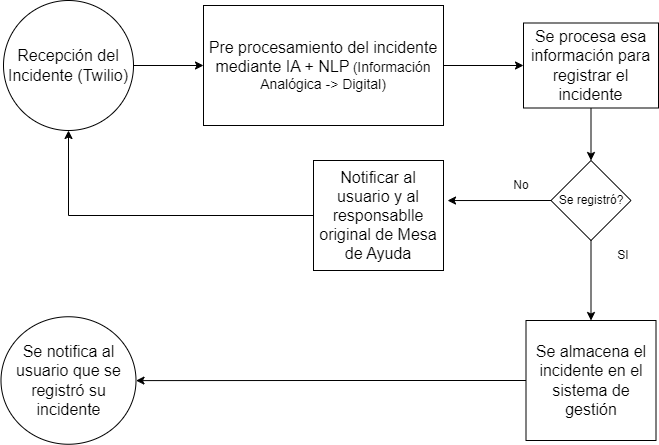 Recepción del
Incidente (Twilio)
Pre procesamiento del incidente
mediante IA + NLP (Información
Analógica -> Digital)
Se procesa esa
información para
registrar el
incidente
Se registró?
No
Notificar al
usuario y al
responsablle
original de Mesa
de Ayuda
SI
Se almacena el
incidente en el
sistema de
gestión
Se notifica al
usuario que se
registró su
incidente